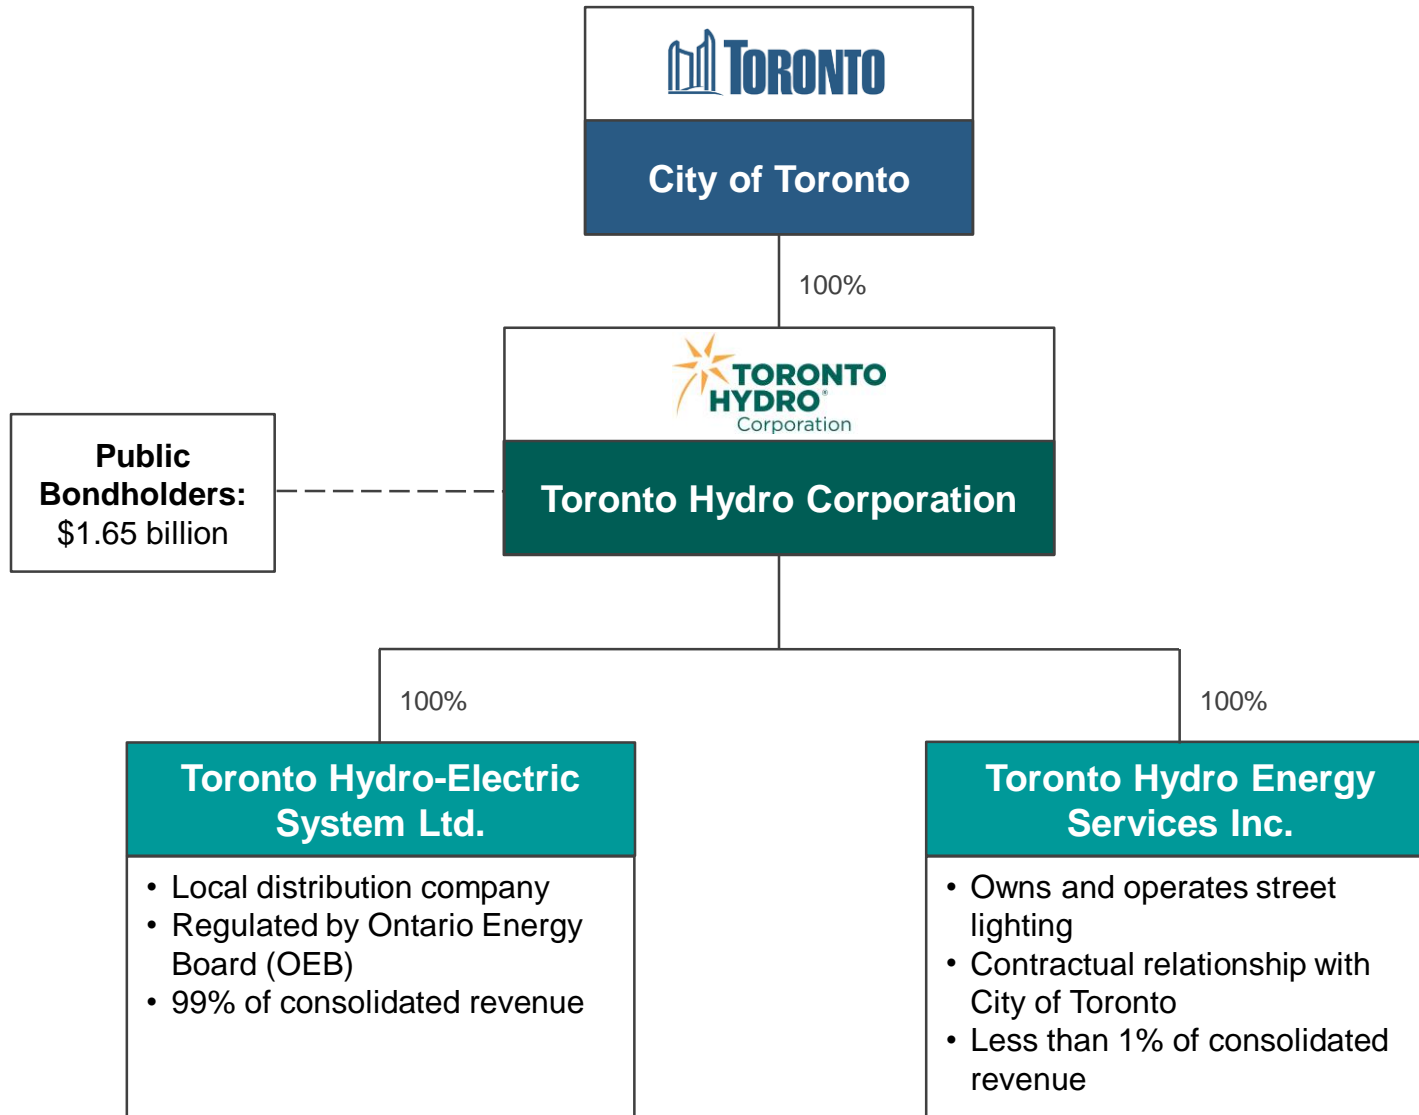 TORONTO
City of Toronto
100%
TORONTO
HYDRO®
Corporation
Toronto Hydro Corporation
Public
Bondholders:
$1.65 billion
100%
100%
Toronto Hydro-Electric
System Ltd.
• Local distribution company
• Regulated by Ontario Energy
Board (OEB)
• 99% of consolidated revenue
Toronto Hydro Energy
Services Inc.
• Owns and operates street
lighting
• Contractual relationship with
City of Toronto
• Less than 1% of consolidated
revenue